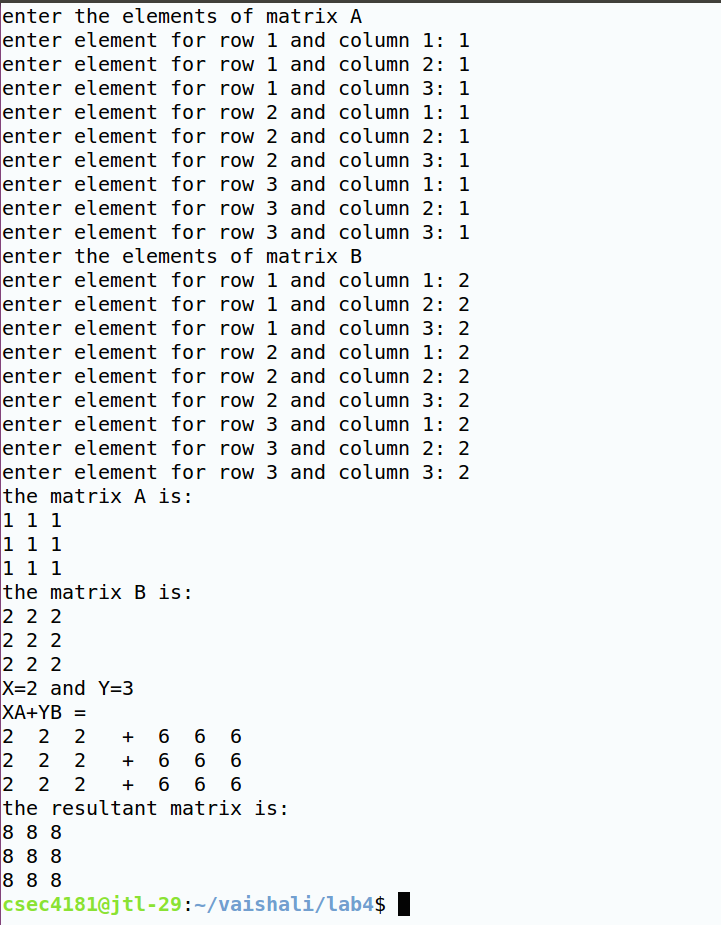 enter the elements of matrix A
enter element for row 1 and column 1: 1
enter element for row 1 and column 2: 1
enter element for row 1 and column 3: 1
enter element for row 2 and column 1: 1
enter element for row 2 and column 2: 1
enter element for row 2 and column 3: 1
enter element for row 3 and column 1: 1
enter element for row 3 and column 2: 1
enter element for row 3 and column 3: 1
enter the elements of matrix B
enter element for row 1 and column 1: 2
enter element for row 1 and column 2: 2
enter element for row 1 and column 3: 2
enter element for row 2 and column 1: 2
enter element for row 2 and column 2: 2
enter element for row 2 and column 3: 2
enter element for row 3 and column 1: 2
enter element for row 3 and column 2: 2
enter element for row 3 and column 3: 2
the matrix A is:
1 1 1
1 1 1
1 1 1
the matrix B is:
2 2 2
2 2 2
2 2 2
X=2 and Y=3
XA+YB =
2  2  2   +  6  6  6
2  2  2   +  6  6  6
2  2  2   +  6  6  6
the resultant matrix is:
8 8 8
8 8 8
8 8 8
csec4181@jtl-29:~/vaishali/lab4$